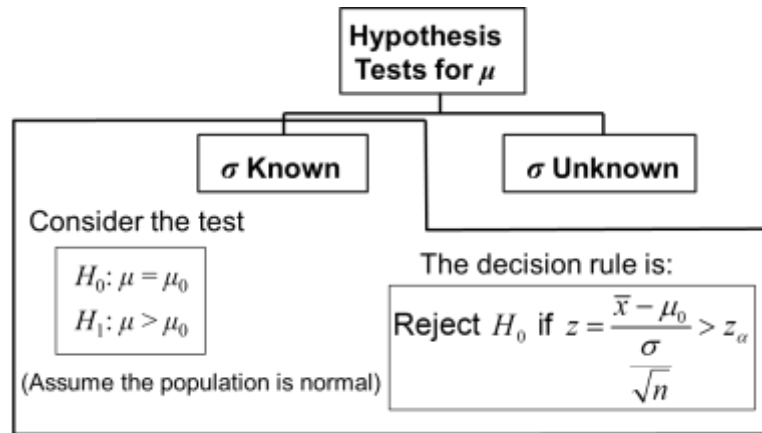 Hypothesis
Tests for μ
σ Known
σ Unknown
Consider the test
H₀: μ = μ₀
H₁: μ > μ₀
(Assume the population is normal)
The decision rule is:
Reject H₀ if z = (x̄ − μ₀) / (σ / √n) > z_α